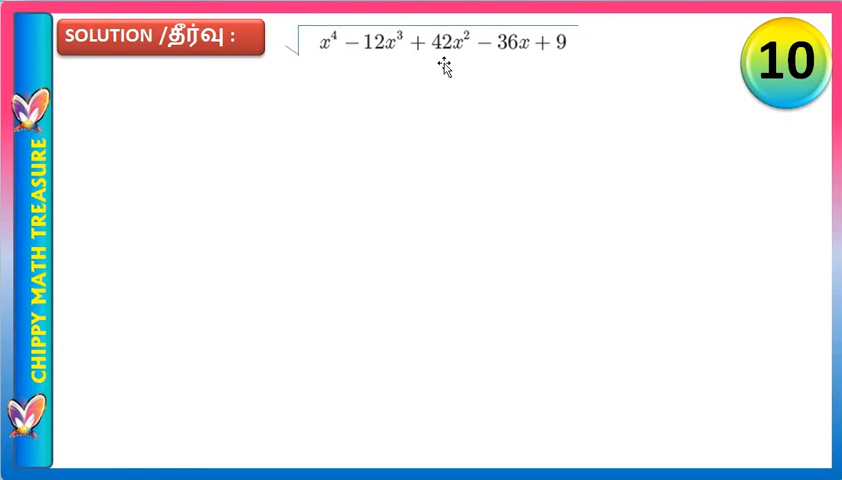 SOLUTION /தீர்வு :
√(x⁴ − 12x³ + 42x² − 36x + 9)
10
CHIPPY MATH TREASURE